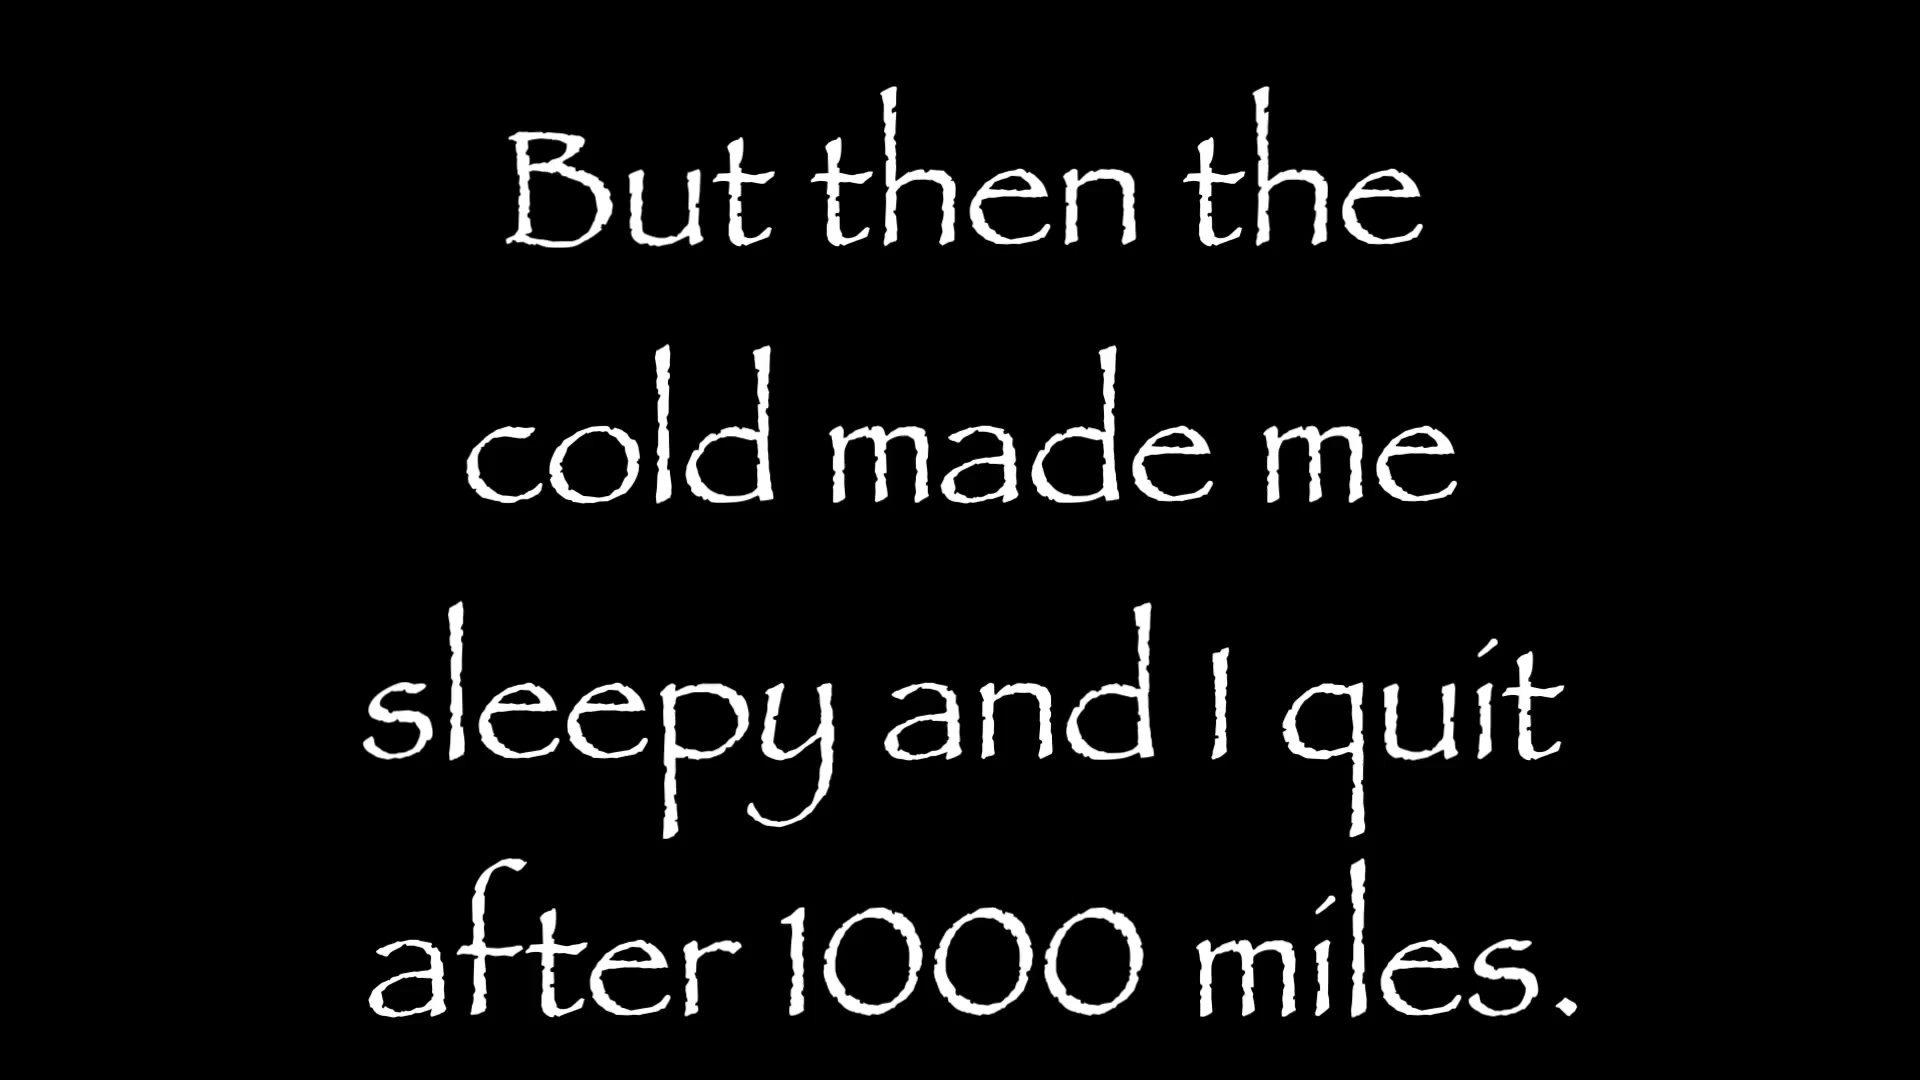 But then the
cold made me
sleepy and I quit
after 1000 miles.